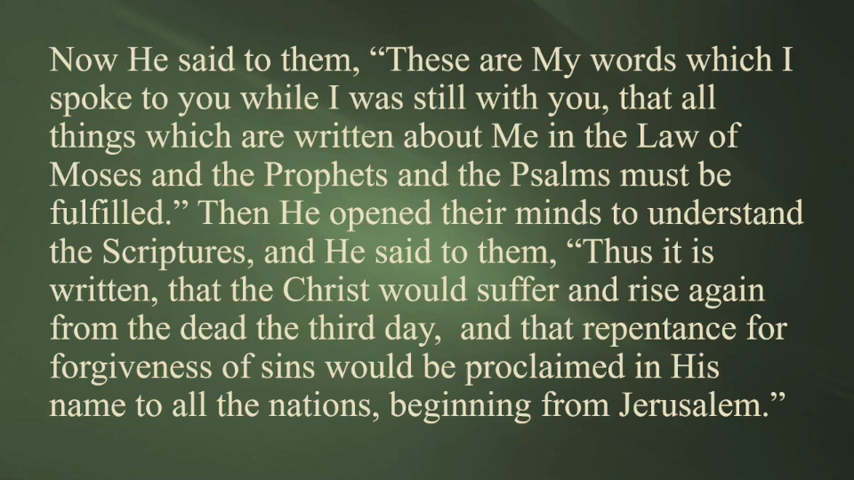 Now He said to them, “These are My words which I
spoke to you while I was still with you, that all
things which are written about Me in the Law of
Moses and the Prophets and the Psalms must be
fulfilled.” Then He opened their minds to understand
the Scriptures, and He said to them, “Thus it is
written, that the Christ would suffer and rise again
from the dead the third day,  and that repentance for
forgiveness of sins would be proclaimed in His
name to all the nations, beginning from Jerusalem.”